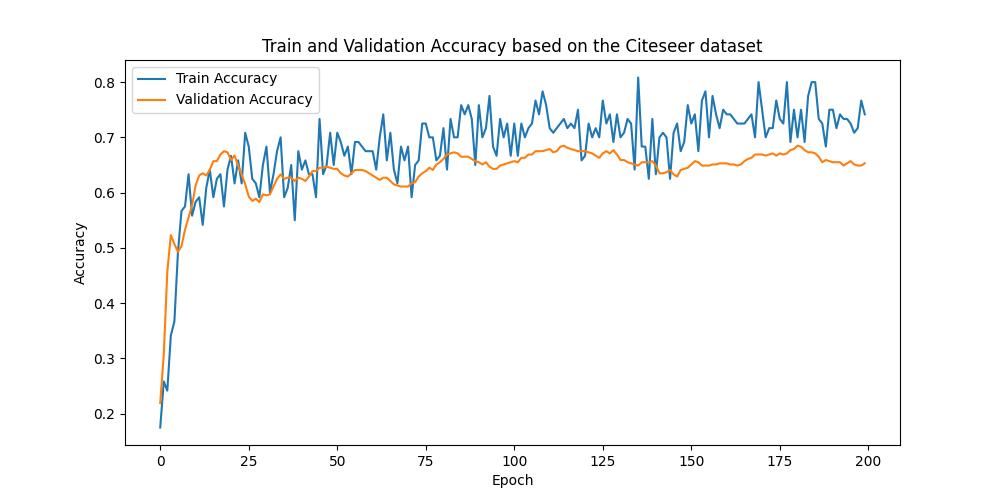 Train and Validation Accuracy based on the Citeseer dataset
Train Accuracy
Validation Accuracy
Accuracy
0.8
0.7
0.6
0.5
0.4
0.3
0.2
0 25 50 75 100 125 150 175 200
Epoch